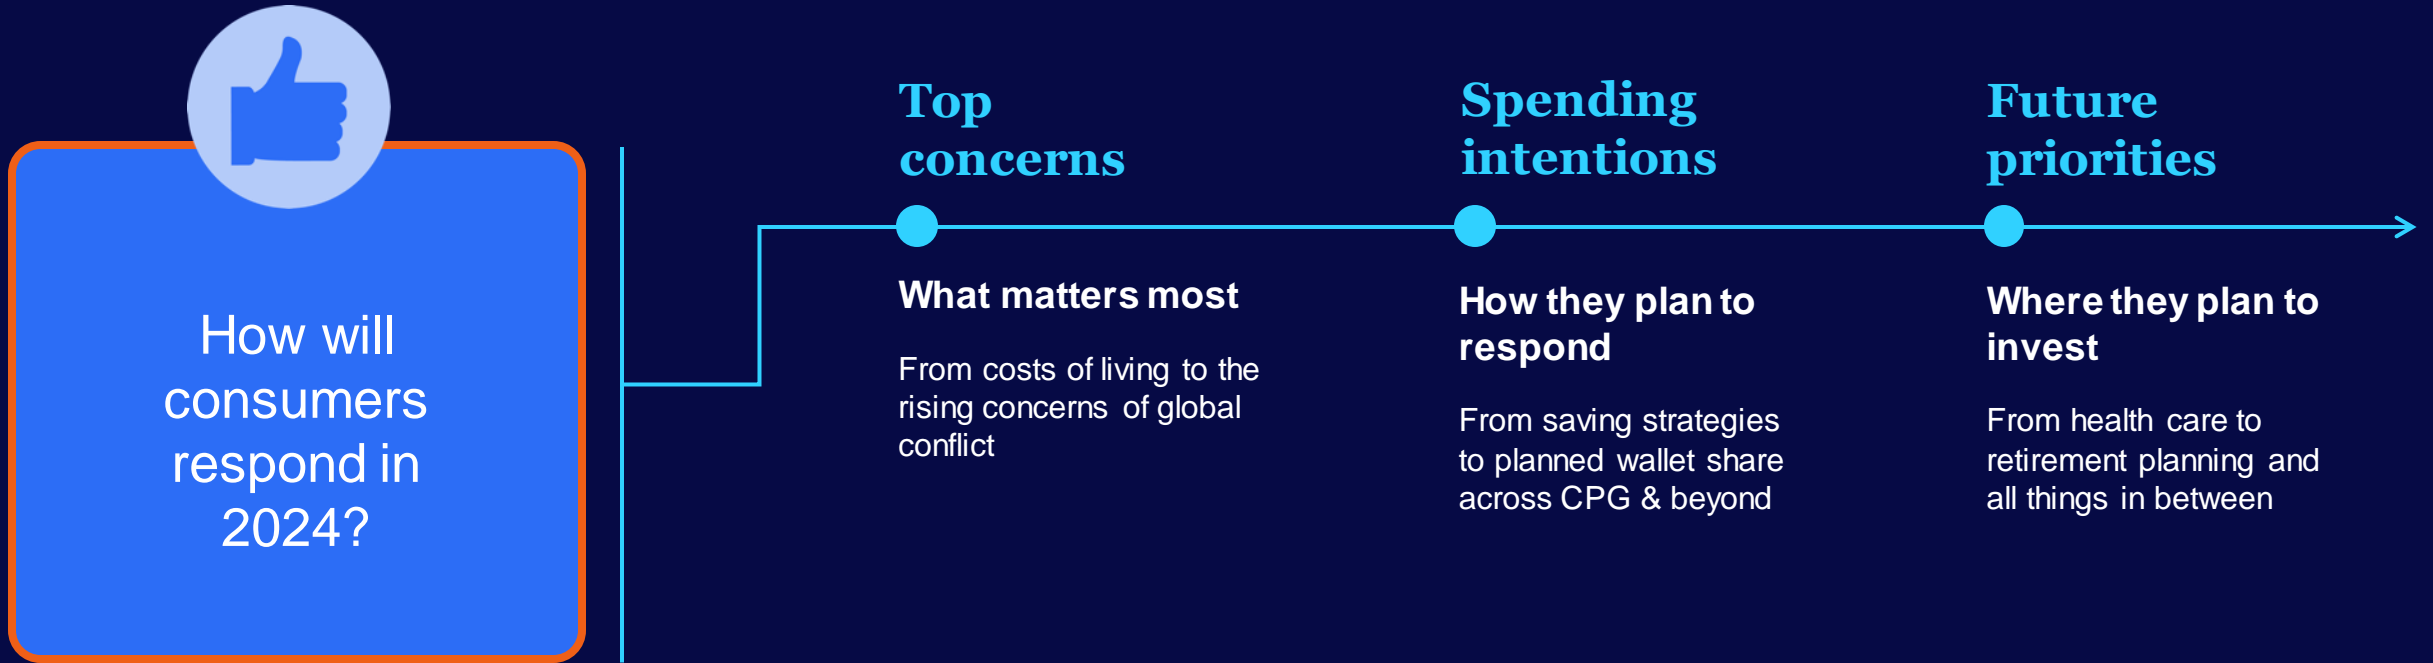 How will
consumers
respond in
2024?
Top
concerns
What matters most
From costs of living to the
rising concerns of global
conflict
Spending
intentions
How they plan to
respond
From saving strategies
to planned wallet share
across CPG & beyond
Future
priorities
Where they plan to
invest
From health care to
retirement planning and
all things in between